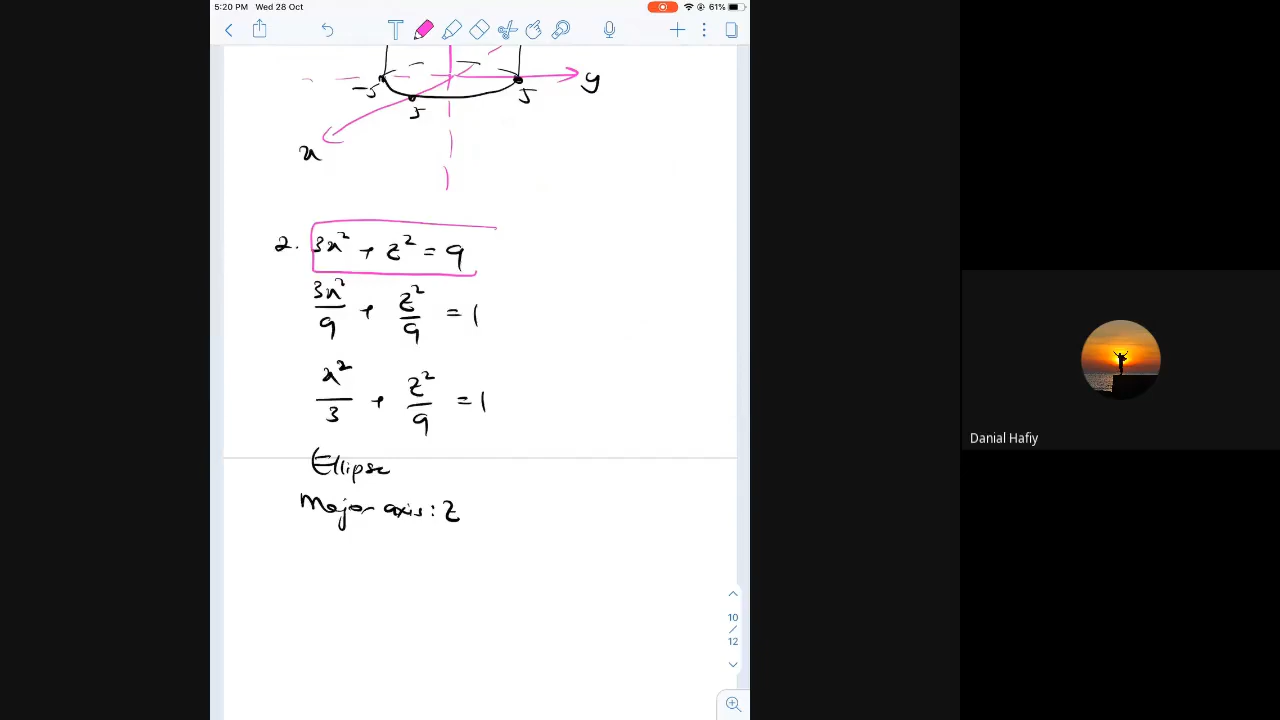 5:20 PM Wed 28 Oct
61%
y
-5
5
5
x
2. 3x² + z² = 9
3x²/9 + z²/9 = 1
x²/3 + z²/9 = 1
Ellipse
Major axis: z
10
/
12
Danial Hafiy